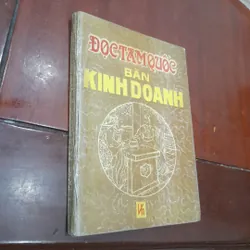 ĐỌC TAM QUỐC
BÀN
KINH DOANH